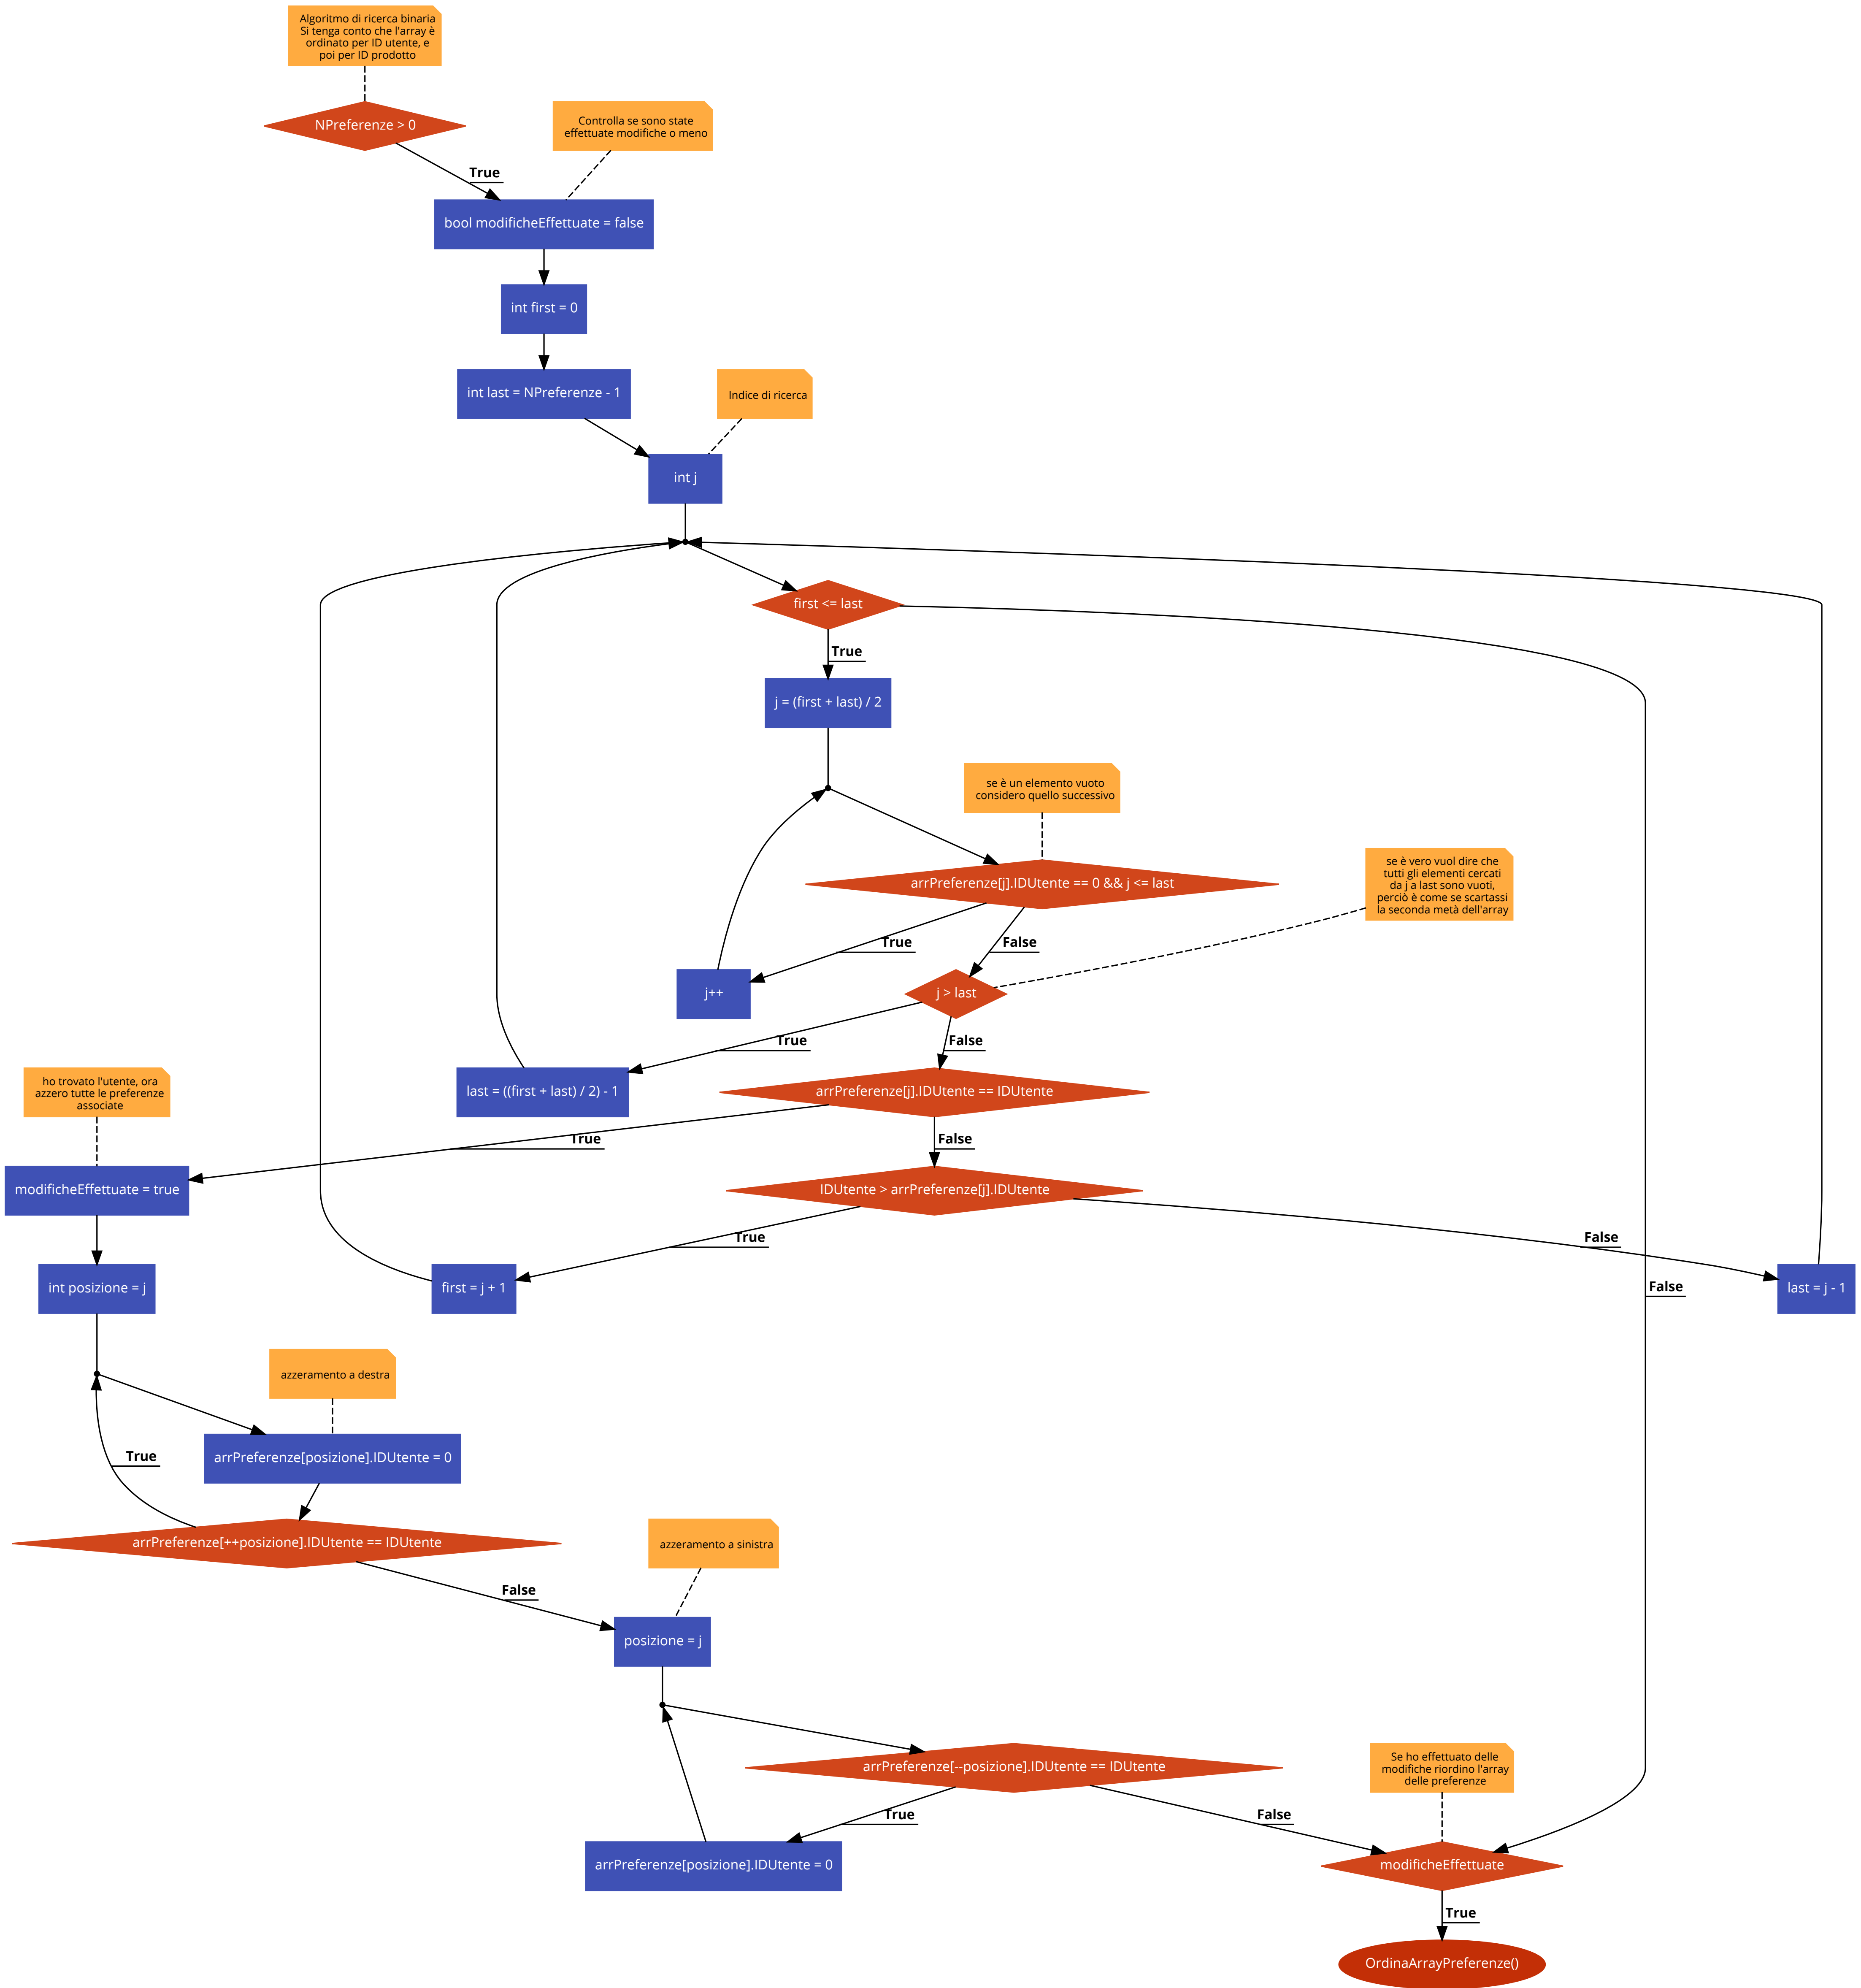 Algoritmo di ricerca binaria
Si tenga conto che l'array è
ordinato per ID utente, e
poi per ID prodotto
NPreferenze > 0
Controlla se sono state
effettuate modifiche o meno
True
bool modificheEffettuate = false
int first = 0
int last = NPreferenze - 1
Indice di ricerca
int j
first <= last
True
j = (first + last) / 2
se è un elemento vuoto
considero quello successivo
se è vero vuol dire che
tutti gli elementi cercati
da j a last sono vuoti,
perciò è come se scartassi
la seconda metà dell'array
arrPreferenze[j].IDUtente == 0 && j <= last
True
False
j++
j > last
True
False
ho trovato l'utente, ora
azzero tutte le preferenze
associate
last = ((first + last) / 2) - 1
arrPreferenze[j].IDUtente == IDUtente
True
False
modificheEffettuate = true
IDUtente > arrPreferenze[j].IDUtente
True
False
int posizione = j
first = j + 1
False
last = j - 1
azzeramento a destra
True
arrPreferenze[posizione].IDUtente = 0
arrPreferenze[++posizione].IDUtente == IDUtente
azzeramento a sinistra
False
posizione = j
arrPreferenze[--posizione].IDUtente == IDUtente
Se ho effettuato delle
modifiche riordino l'array
delle preferenze
True
False
arrPreferenze[posizione].IDUtente = 0
modificheEffettuate
True
OrdinaArrayPreferenze()